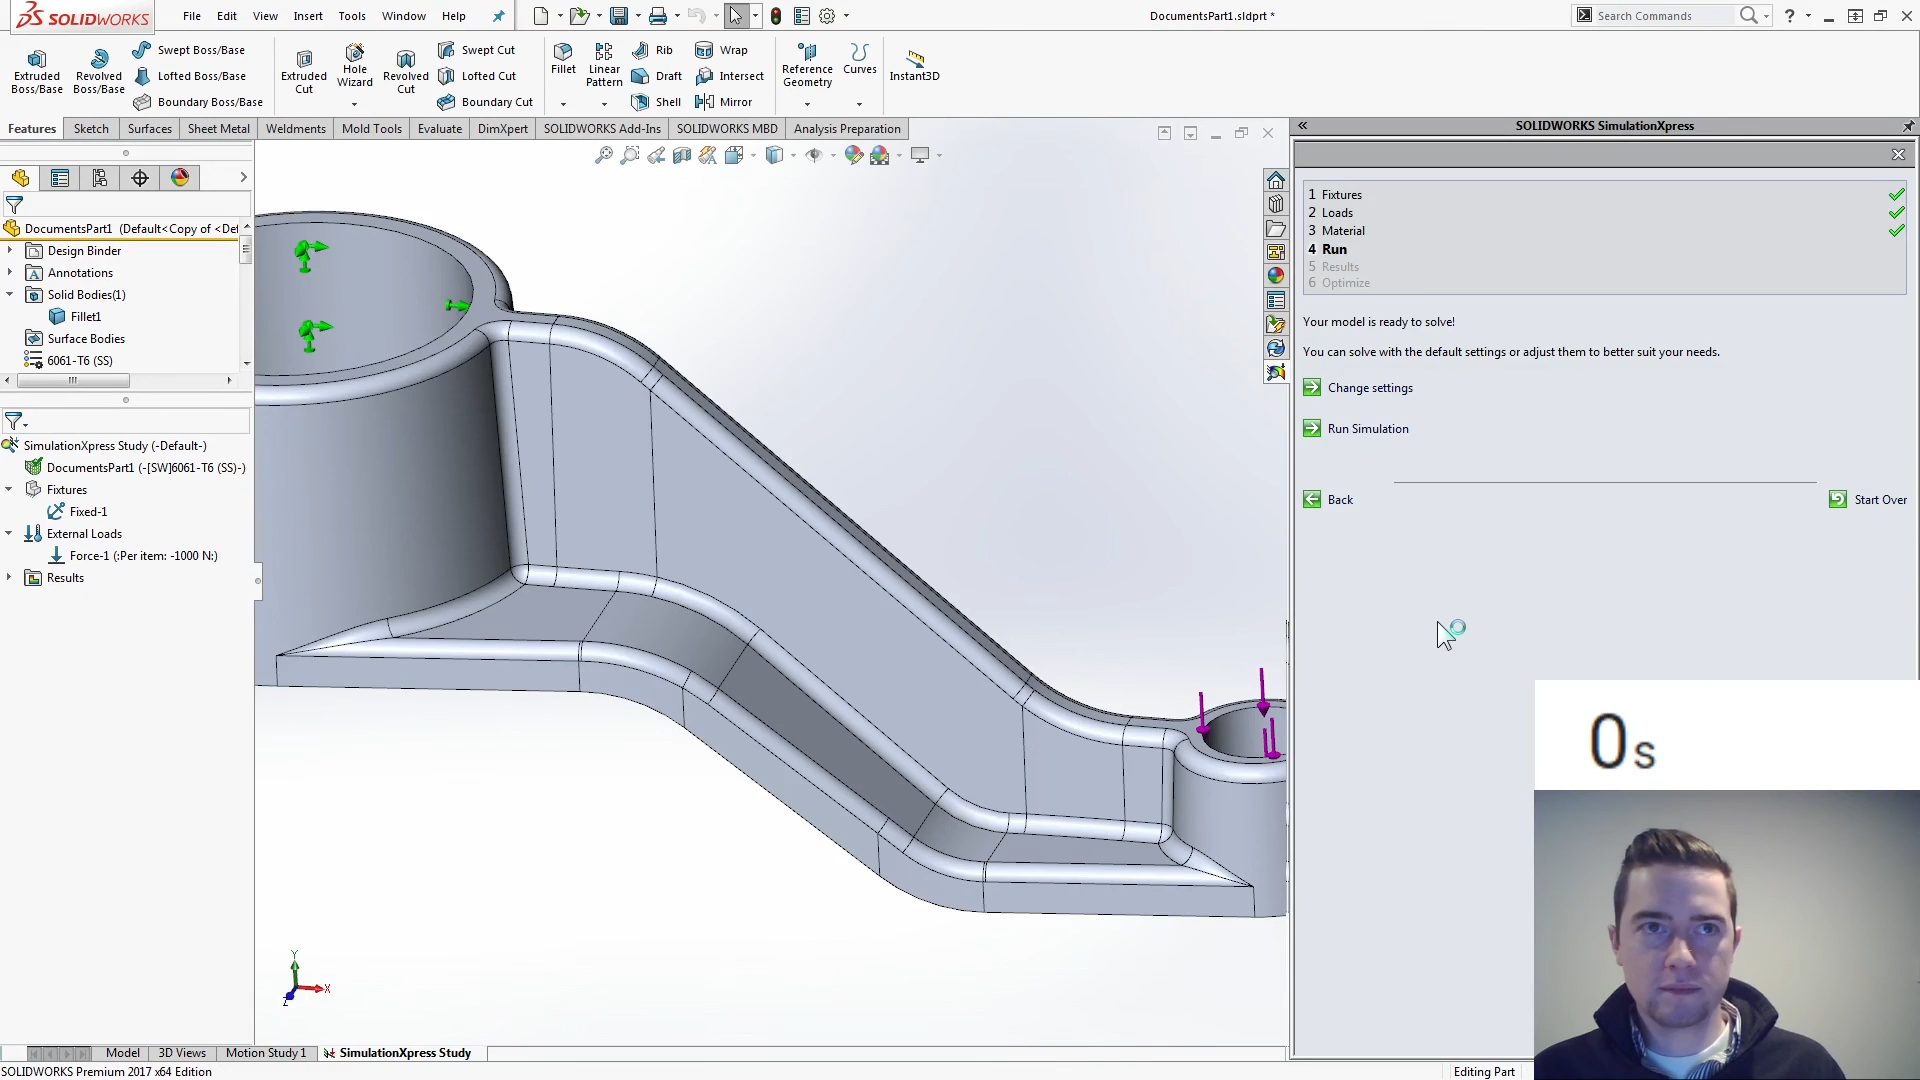 SOLIDWORKS
File Edit View Insert Tools Window Help
DocumentsPart1.sldprt *
Search Commands
Extruded Boss/Base
Revolved Boss/Base
Swept Boss/Base
Lofted Boss/Base
Boundary Boss/Base
Extruded Cut
Hole Wizard
Revolved Cut
Swept Cut
Lofted Cut
Boundary Cut
Fillet
Linear Pattern
Rib
Draft
Shell
Wrap
Intersect
Mirror
Reference Geometry
Curves
Instant3D
Features Sketch Surfaces Sheet Metal Weldments Mold Tools Evaluate DimXpert SOLIDWORKS Add-Ins SOLIDWORKS MBD Analysis Preparation
DocumentsPart1 (Default<Copy of <Def
Design Binder
Annotations
Solid Bodies(1)
Fillet1
Surface Bodies
6061-T6 (SS)
SimulationXpress Study (-Default-)
DocumentsPart1 (-[SW]6061-T6 (SS)-)
Fixtures
Fixed-1
External Loads
Force-1 (:Per item: -1000 N:)
Results
Y
X
Z
SOLIDWORKS SimulationXpress
1 Fixtures
2 Loads
3 Material
4 Run
5 Results
6 Optimize
Your model is ready to solve!
You can solve with the default settings or adjust them to better suit your needs.
Change settings
Run Simulation
Back
Start Over
0s
Model 3D Views Motion Study 1 SimulationXpress Study
SOLIDWORKS Premium 2017 x64 Edition
Editing Part